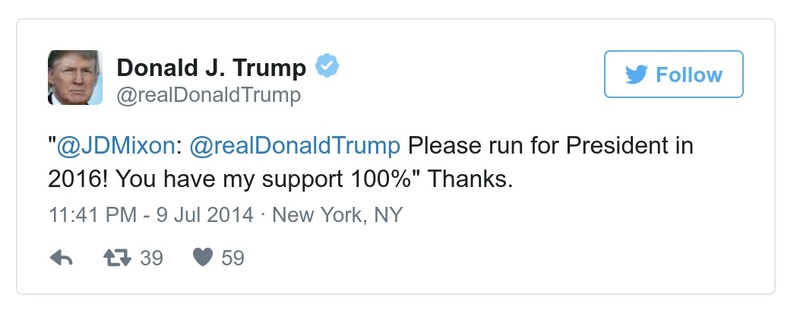 Donald J. Trump
@realDonaldTrump
Follow
"@JDMixon: @realDonaldTrump Please run for President in
2016! You have my support 100%" Thanks.
11:41 PM - 9 Jul 2014 · New York, NY
39 59